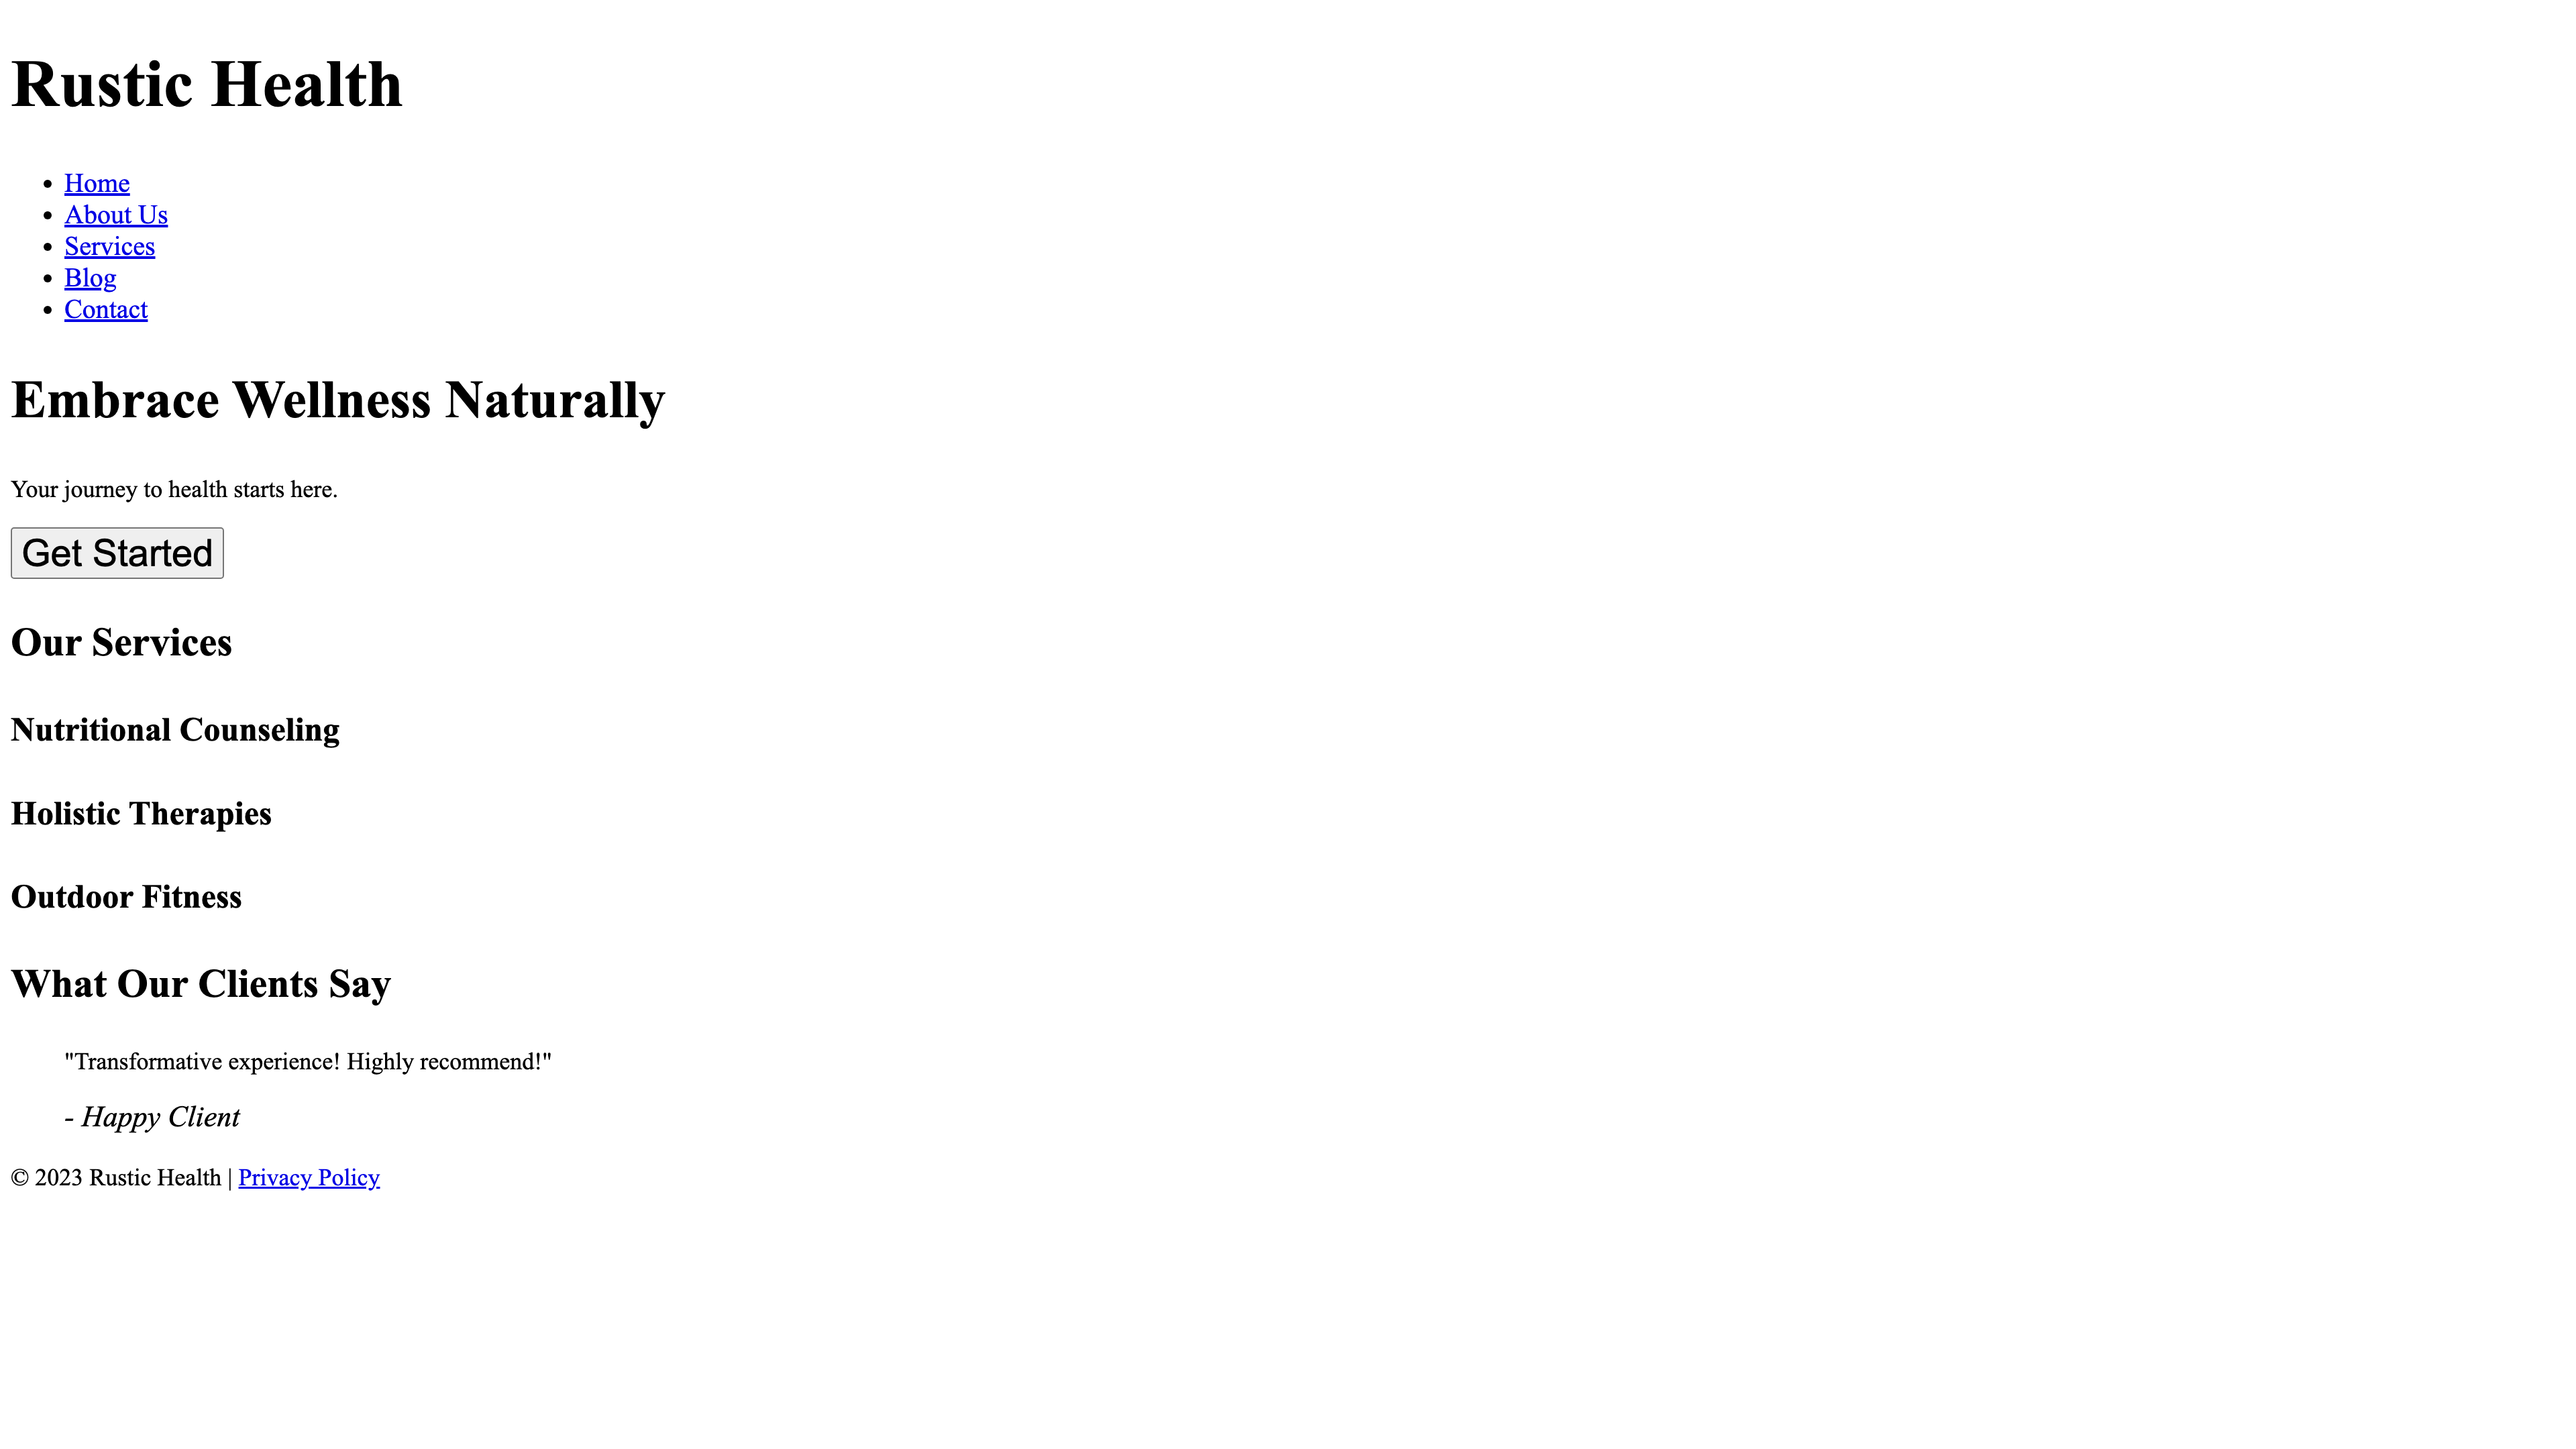 Rustic Health
Home
About Us
Services
Blog
Contact
Embrace Wellness Naturally
Your journey to health starts here.
Get Started
Our Services
Nutritional Counseling
Holistic Therapies
Outdoor Fitness
What Our Clients Say
"Transformative experience! Highly recommend!"
- Happy Client
© 2023 Rustic Health | Privacy Policy